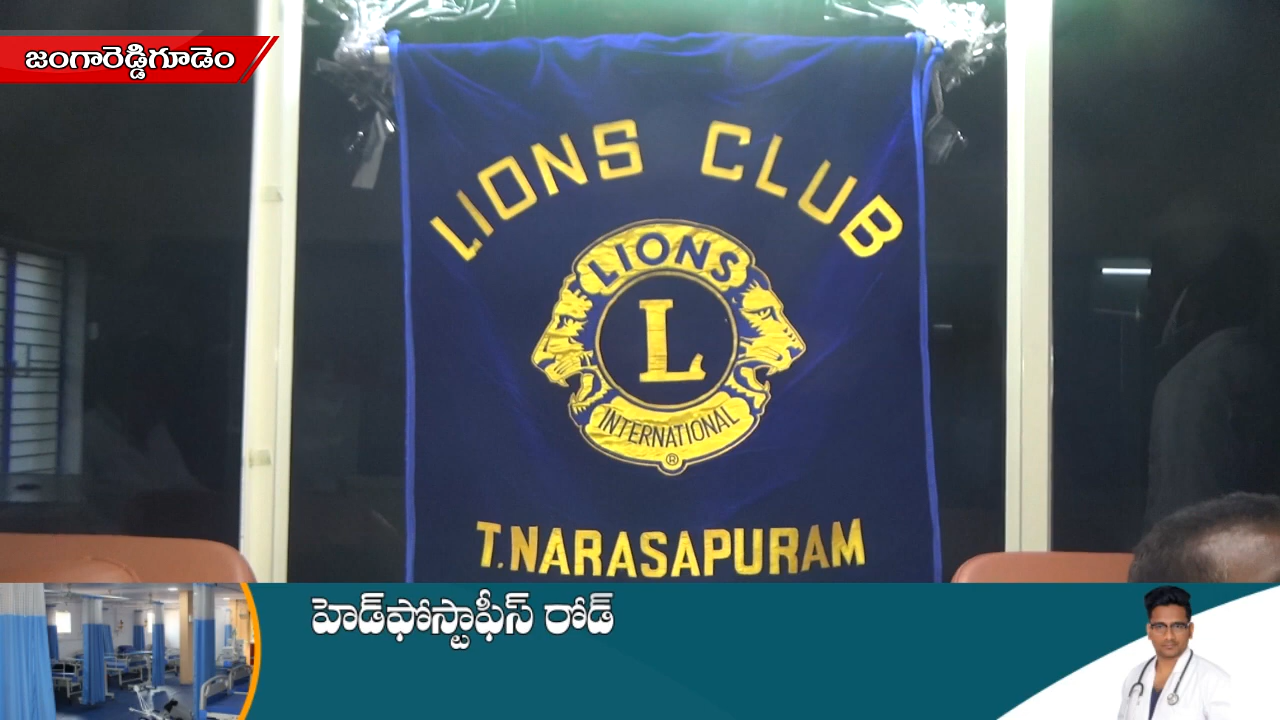 జంగారెడ్డిగూడెం
LIONS CLUB
LIONS
L
INTERNATIONAL
®
T.NARASAPURAM
హెడ్‌ఫోస్టాఫీస్ రోడ్